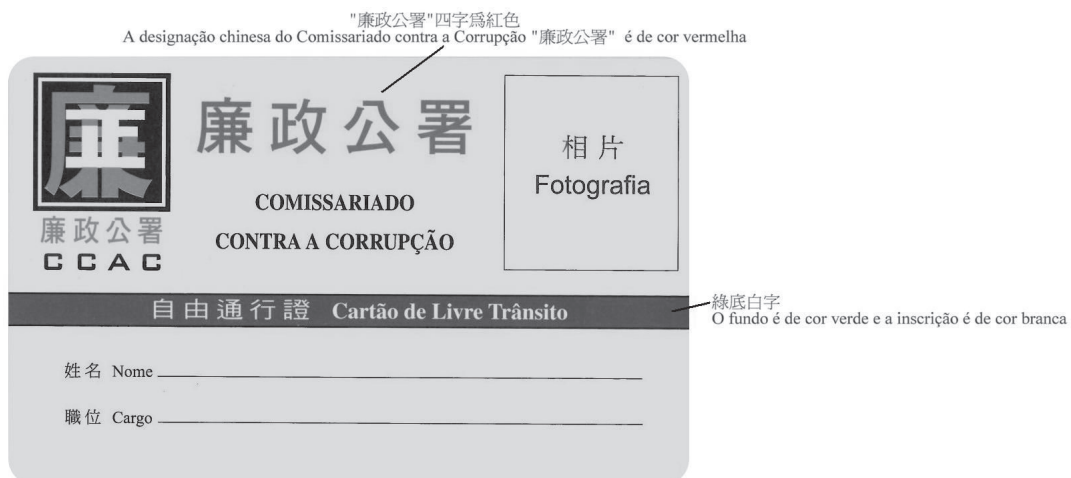 "廉政公署"四字爲紅色
A designação chinesa do Comissariado contra a Corrupção "廉政公署" é de cor vermelha
廉
廉政公署
CCAC
廉政公署
COMISSARIADO
CONTRA A CORRUPÇÃO
相片
Fotografia
自由通行證 Cartão de Livre Trânsito
綠底白字
O fundo é de cor verde e a inscrição é de cor branca
姓名 Nome
職位 Cargo